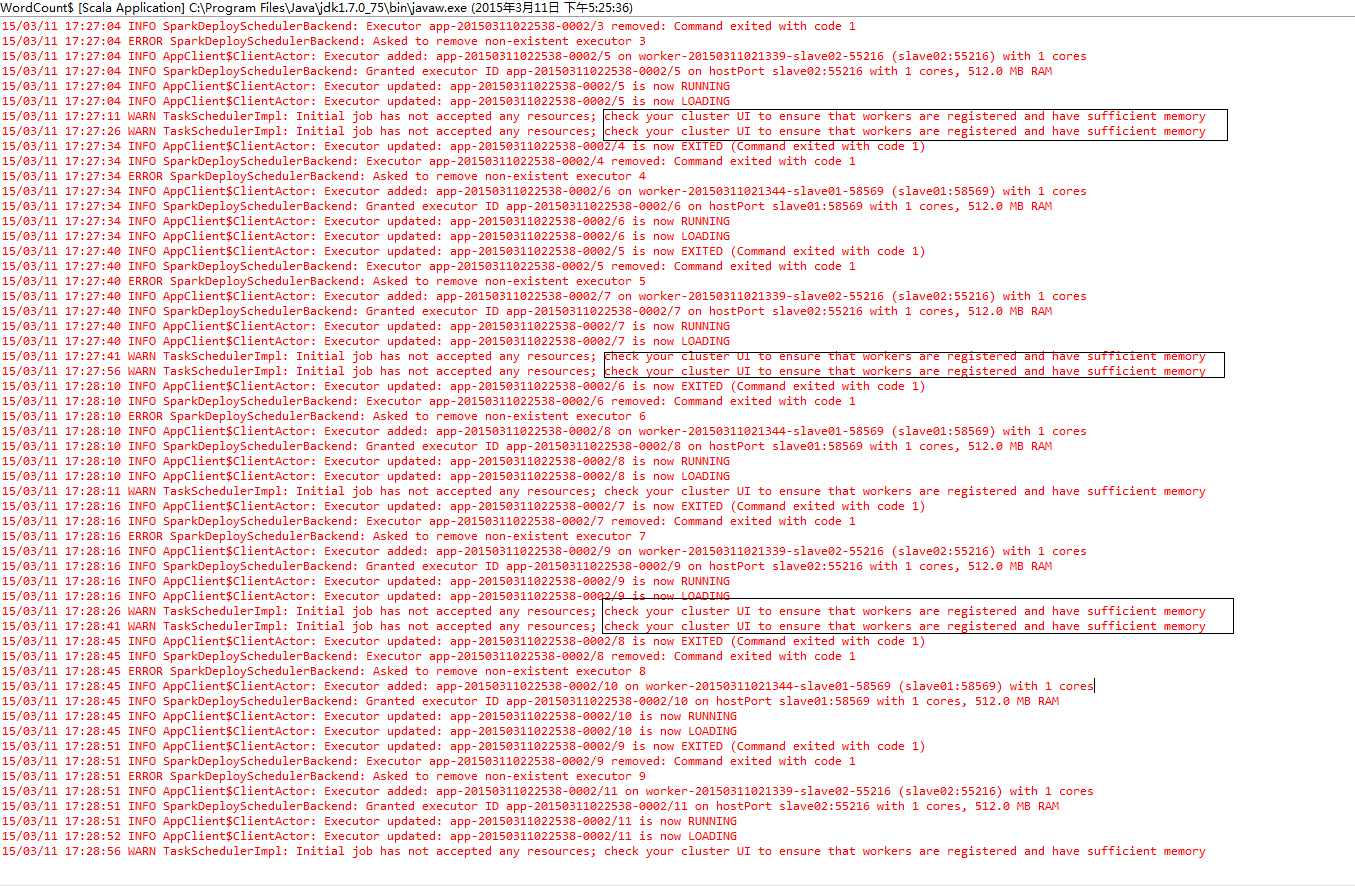 WordCount$ [Scala Application] C:\Program Files\Java\jdk1.7.0_75\bin\javaw.exe (2015年3月11日 下午5:25:36)
15/03/11 17:27:04 INFO SparkDeploySchedulerBackend: Executor app-20150311022538-0002/3 removed: Command exited with code 1
15/03/11 17:27:04 ERROR SparkDeploySchedulerBackend: Asked to remove non-existent executor 3
15/03/11 17:27:04 INFO AppClient$ClientActor: Executor added: app-20150311022538-0002/5 on worker-20150311021339-slave02-55216 (slave02:55216) with 1 cores
15/03/11 17:27:04 INFO SparkDeploySchedulerBackend: Granted executor ID app-20150311022538-0002/5 on hostPort slave02:55216 with 1 cores, 512.0 MB RAM
15/03/11 17:27:04 INFO AppClient$ClientActor: Executor updated: app-20150311022538-0002/5 is now RUNNING
15/03/11 17:27:04 INFO AppClient$ClientActor: Executor updated: app-20150311022538-0002/5 is now LOADING
15/03/11 17:27:11 WARN TaskSchedulerImpl: Initial job has not accepted any resources; check your cluster UI to ensure that workers are registered and have sufficient memory
15/03/11 17:27:26 WARN TaskSchedulerImpl: Initial job has not accepted any resources; check your cluster UI to ensure that workers are registered and have sufficient memory
15/03/11 17:27:34 INFO AppClient$ClientActor: Executor updated: app-20150311022538-0002/4 is now EXITED (Command exited with code 1)
15/03/11 17:27:34 INFO SparkDeploySchedulerBackend: Executor app-20150311022538-0002/4 removed: Command exited with code 1
15/03/11 17:27:34 ERROR SparkDeploySchedulerBackend: Asked to remove non-existent executor 4
15/03/11 17:27:34 INFO AppClient$ClientActor: Executor added: app-20150311022538-0002/6 on worker-20150311021344-slave01-58569 (slave01:58569) with 1 cores
15/03/11 17:27:34 INFO SparkDeploySchedulerBackend: Granted executor ID app-20150311022538-0002/6 on hostPort slave01:58569 with 1 cores, 512.0 MB RAM
15/03/11 17:27:34 INFO AppClient$ClientActor: Executor updated: app-20150311022538-0002/6 is now RUNNING
15/03/11 17:27:34 INFO AppClient$ClientActor: Executor updated: app-20150311022538-0002/6 is now LOADING
15/03/11 17:27:40 INFO AppClient$ClientActor: Executor updated: app-20150311022538-0002/5 is now EXITED (Command exited with code 1)
15/03/11 17:27:40 INFO SparkDeploySchedulerBackend: Executor app-20150311022538-0002/5 removed: Command exited with code 1
15/03/11 17:27:40 ERROR SparkDeploySchedulerBackend: Asked to remove non-existent executor 5
15/03/11 17:27:40 INFO AppClient$ClientActor: Executor added: app-20150311022538-0002/7 on worker-20150311021339-slave02-55216 (slave02:55216) with 1 cores
15/03/11 17:27:40 INFO SparkDeploySchedulerBackend: Granted executor ID app-20150311022538-0002/7 on hostPort slave02:55216 with 1 cores, 512.0 MB RAM
15/03/11 17:27:40 INFO AppClient$ClientActor: Executor updated: app-20150311022538-0002/7 is now RUNNING
15/03/11 17:27:40 INFO AppClient$ClientActor: Executor updated: app-20150311022538-0002/7 is now LOADING
15/03/11 17:27:41 WARN TaskSchedulerImpl: Initial job has not accepted any resources; check your cluster UI to ensure that workers are registered and have sufficient memory
15/03/11 17:27:56 WARN TaskSchedulerImpl: Initial job has not accepted any resources; check your cluster UI to ensure that workers are registered and have sufficient memory
15/03/11 17:28:10 INFO AppClient$ClientActor: Executor updated: app-20150311022538-0002/6 is now EXITED (Command exited with code 1)
15/03/11 17:28:10 INFO SparkDeploySchedulerBackend: Executor app-20150311022538-0002/6 removed: Command exited with code 1
15/03/11 17:28:10 ERROR SparkDeploySchedulerBackend: Asked to remove non-existent executor 6
15/03/11 17:28:10 INFO AppClient$ClientActor: Executor added: app-20150311022538-0002/8 on worker-20150311021344-slave01-58569 (slave01:58569) with 1 cores
15/03/11 17:28:10 INFO SparkDeploySchedulerBackend: Granted executor ID app-20150311022538-0002/8 on hostPort slave01:58569 with 1 cores, 512.0 MB RAM
15/03/11 17:28:10 INFO AppClient$ClientActor: Executor updated: app-20150311022538-0002/8 is now RUNNING
15/03/11 17:28:10 INFO AppClient$ClientActor: Executor updated: app-20150311022538-0002/8 is now LOADING
15/03/11 17:28:11 WARN TaskSchedulerImpl: Initial job has not accepted any resources; check your cluster UI to ensure that workers are registered and have sufficient memory
15/03/11 17:28:16 INFO AppClient$ClientActor: Executor updated: app-20150311022538-0002/7 is now EXITED (Command exited with code 1)
15/03/11 17:28:16 INFO SparkDeploySchedulerBackend: Executor app-20150311022538-0002/7 removed: Command exited with code 1
15/03/11 17:28:16 ERROR SparkDeploySchedulerBackend: Asked to remove non-existent executor 7
15/03/11 17:28:16 INFO AppClient$ClientActor: Executor added: app-20150311022538-0002/9 on worker-20150311021339-slave02-55216 (slave02:55216) with 1 cores
15/03/11 17:28:16 INFO SparkDeploySchedulerBackend: Granted executor ID app-20150311022538-0002/9 on hostPort slave02:55216 with 1 cores, 512.0 MB RAM
15/03/11 17:28:16 INFO AppClient$ClientActor: Executor updated: app-20150311022538-0002/9 is now RUNNING
15/03/11 17:28:16 INFO AppClient$ClientActor: Executor updated: app-20150311022538-0002/9 is now LOADING
15/03/11 17:28:26 WARN TaskSchedulerImpl: Initial job has not accepted any resources; check your cluster UI to ensure that workers are registered and have sufficient memory
15/03/11 17:28:41 WARN TaskSchedulerImpl: Initial job has not accepted any resources; check your cluster UI to ensure that workers are registered and have sufficient memory
15/03/11 17:28:45 INFO AppClient$ClientActor: Executor updated: app-20150311022538-0002/8 is now EXITED (Command exited with code 1)
15/03/11 17:28:45 INFO SparkDeploySchedulerBackend: Executor app-20150311022538-0002/8 removed: Command exited with code 1
15/03/11 17:28:45 ERROR SparkDeploySchedulerBackend: Asked to remove non-existent executor 8
15/03/11 17:28:45 INFO AppClient$ClientActor: Executor added: app-20150311022538-0002/10 on worker-20150311021344-slave01-58569 (slave01:58569) with 1 cores
15/03/11 17:28:45 INFO SparkDeploySchedulerBackend: Granted executor ID app-20150311022538-0002/10 on hostPort slave01:58569 with 1 cores, 512.0 MB RAM
15/03/11 17:28:45 INFO AppClient$ClientActor: Executor updated: app-20150311022538-0002/10 is now RUNNING
15/03/11 17:28:45 INFO AppClient$ClientActor: Executor updated: app-20150311022538-0002/10 is now LOADING
15/03/11 17:28:51 INFO AppClient$ClientActor: Executor updated: app-20150311022538-0002/9 is now EXITED (Command exited with code 1)
15/03/11 17:28:51 INFO SparkDeploySchedulerBackend: Executor app-20150311022538-0002/9 removed: Command exited with code 1
15/03/11 17:28:51 ERROR SparkDeploySchedulerBackend: Asked to remove non-existent executor 9
15/03/11 17:28:51 INFO AppClient$ClientActor: Executor added: app-20150311022538-0002/11 on worker-20150311021339-slave02-55216 (slave02:55216) with 1 cores
15/03/11 17:28:51 INFO SparkDeploySchedulerBackend: Granted executor ID app-20150311022538-0002/11 on hostPort slave02:55216 with 1 cores, 512.0 MB RAM
15/03/11 17:28:51 INFO AppClient$ClientActor: Executor updated: app-20150311022538-0002/11 is now RUNNING
15/03/11 17:28:52 INFO AppClient$ClientActor: Executor updated: app-20150311022538-0002/11 is now LOADING
15/03/11 17:28:56 WARN TaskSchedulerImpl: Initial job has not accepted any resources; check your cluster UI to ensure that workers are registered and have sufficient memory